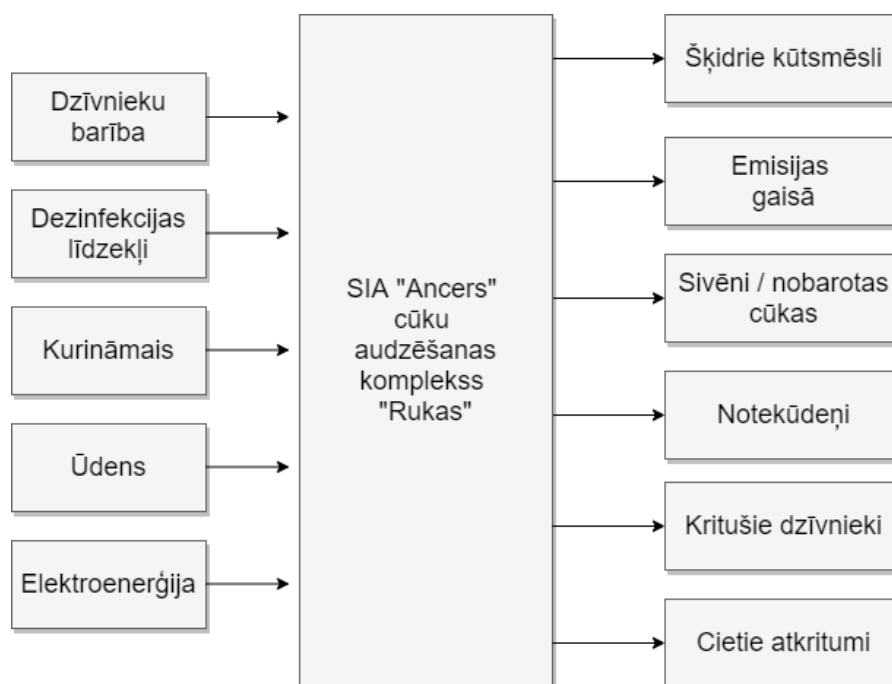 Dzīvnieku
barība
Dezinfekcijas
līdzekļi
Kurināmais
Ūdens
Elektroenerģija
SIA "Ancers"
cūku
audzēšanas
komplekss
"Rukas"
Šķidrie kūtsmēsli
Emisijas
gaisā
Sivēni / nobarotas
cūkas
Notekūdeņi
Kritušie dzīvnieki
Cietie atkritumi